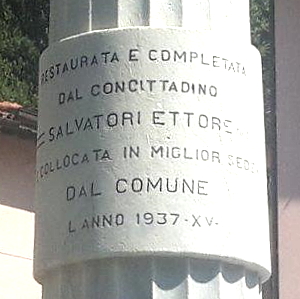 RESTAURATA E COMPLETATA
DAL CONCITTADINO
SALVATORI ETTORE
COLLOCATA IN MIGLIOR SEDE
DAL COMUNE
L ANNO 1937-XV-